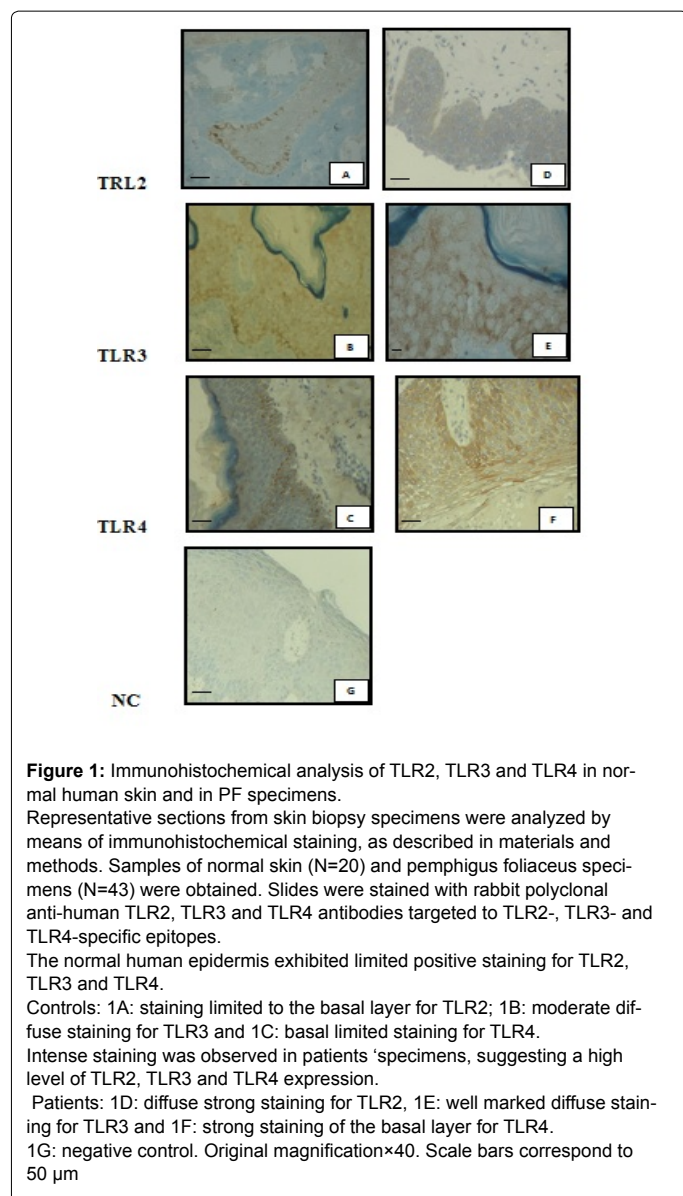 A
D
TRL2
B
E
TLR3
C
F
TLR4
G
NC
Figure 1: Immunohistochemical analysis of TLR2, TLR3 and TLR4 in nor-
mal human skin and in PF specimens.
Representative sections from skin biopsy specimens were analyzed by
means of immunohistochemical staining, as described in materials and
methods. Samples of normal skin (N=20) and pemphigus foliaceus speci-
mens (N=43) were obtained. Slides were stained with rabbit polyclonal
anti-human TLR2, TLR3 and TLR4 antibodies targeted to TLR2-, TLR3- and
TLR4-specific epitopes.
The normal human epidermis exhibited limited positive staining for TLR2,
TLR3 and TLR4.
Controls: 1A: staining limited to the basal layer for TLR2; 1B: moderate dif-
fuse staining for TLR3 and 1C: basal limited staining for TLR4.
Intense staining was observed in patients ‘specimens, suggesting a high
level of TLR2, TLR3 and TLR4 expression.
Patients: 1D: diffuse strong staining for TLR2, 1E: well marked diffuse stain-
ing for TLR3 and 1F: strong staining of the basal layer for TLR4.
1G: negative control. Original magnification×40. Scale bars correspond to
50 µm